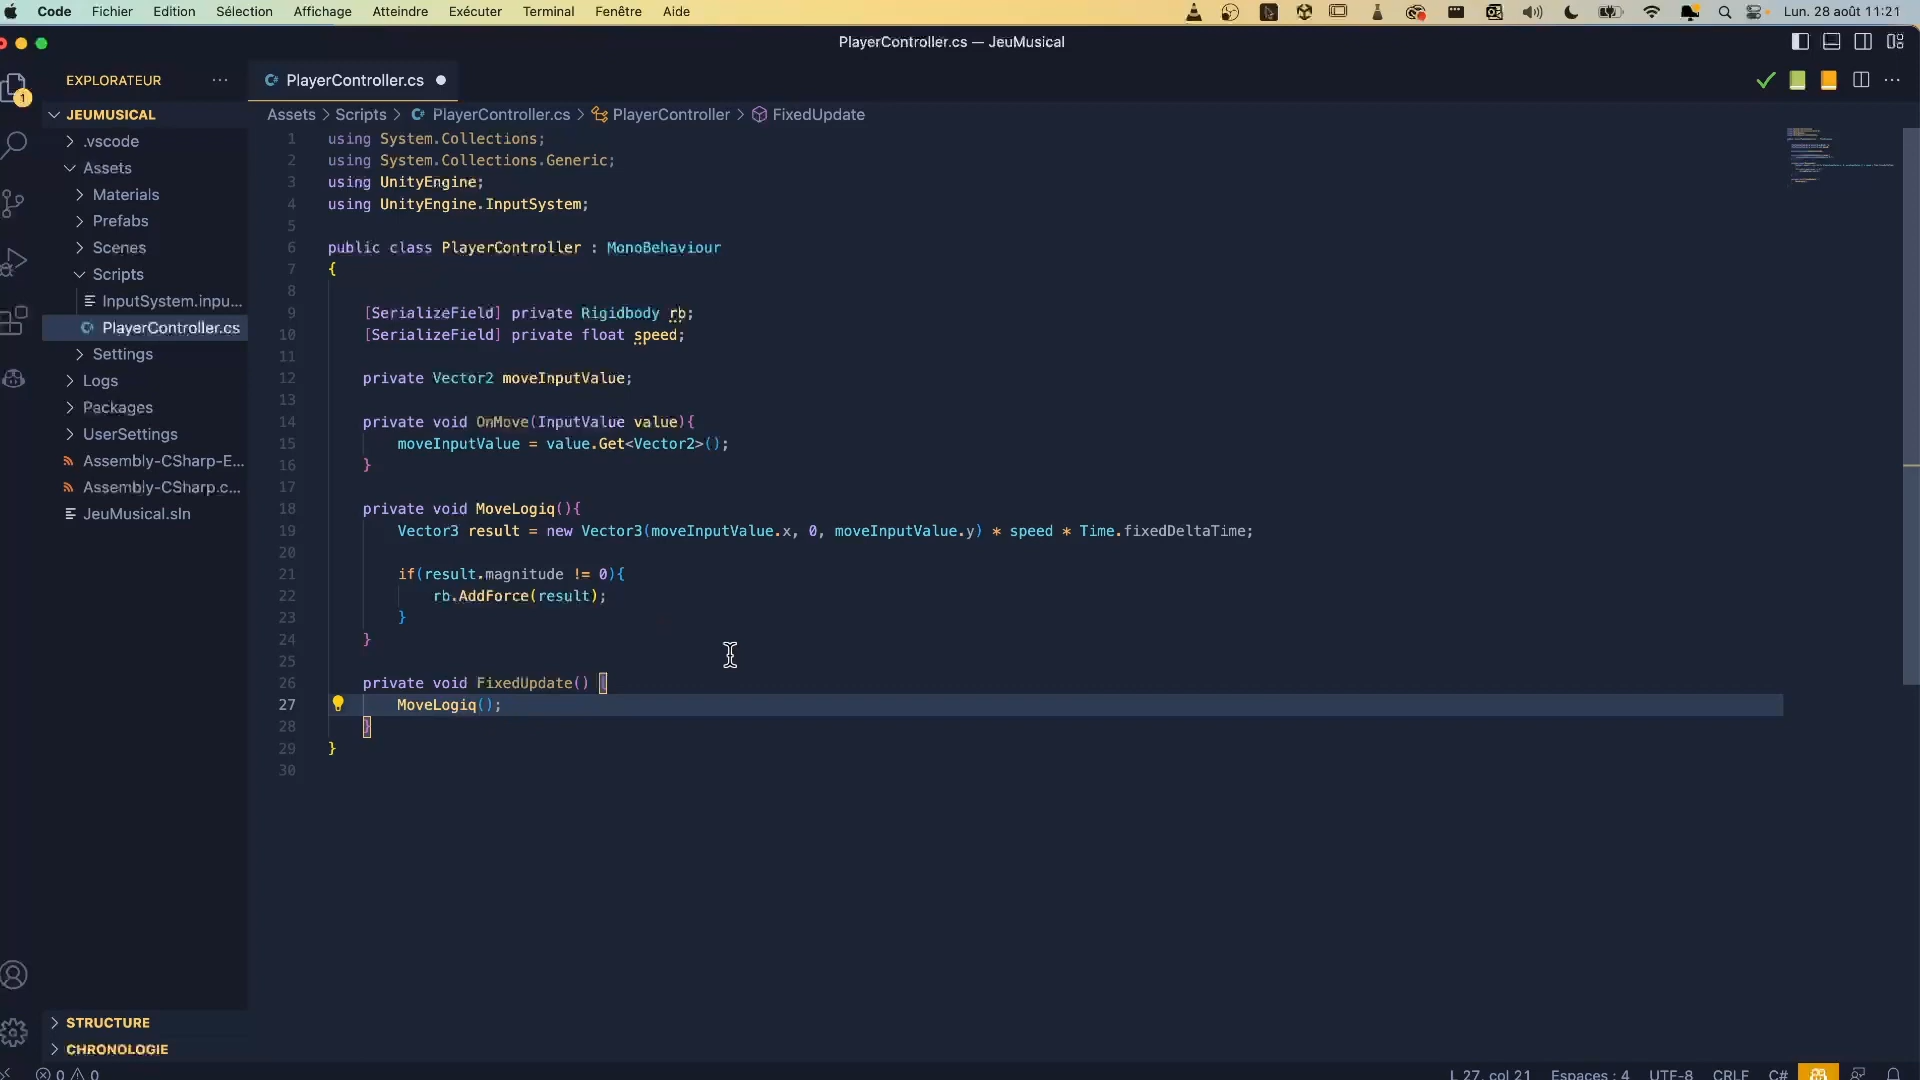 Code Fichier Edition Sélection Affichage Atteindre Exécuter Terminal Fenêtre Aide Lun. 28 août 11:21
PlayerController.cs — JeuMusical
EXPLORATEUR ···
PlayerController.cs
1
JEUMUSICAL
.vscode
Assets
Materials
Prefabs
Scenes
Scripts
InputSystem.inpu...
PlayerController.cs
Settings
Logs
Packages
UserSettings
Assembly-CSharp-E...
Assembly-CSharp.c...
JeuMusical.sln
STRUCTURE
CHRONOLOGIE
Assets > Scripts > PlayerController.cs > PlayerController > FixedUpdate
1 using System.Collections;
2 using System.Collections.Generic;
3 using UnityEngine;
4 using UnityEngine.InputSystem;
5
6 public class PlayerController : MonoBehaviour
7 {
8
9 [SerializeField] private Rigidbody rb;
10 [SerializeField] private float speed;
11
12 private Vector2 moveInputValue;
13
14 private void OnMove(InputValue value){
15 moveInputValue = value.Get<Vector2>();
16 }
17
18 private void MoveLogiq(){
19 Vector3 result = new Vector3(moveInputValue.x, 0, moveInputValue.y) * speed * Time.fixedDeltaTime;
20
21 if(result.magnitude != 0){
22 rb.AddForce(result);
23 }
24 }
25
26 private void FixedUpdate() {
27 MoveLogiq();
28 }
29 }
30
0 0 L 27, col 21 Espaces : 4 UTF-8 CRLF C#